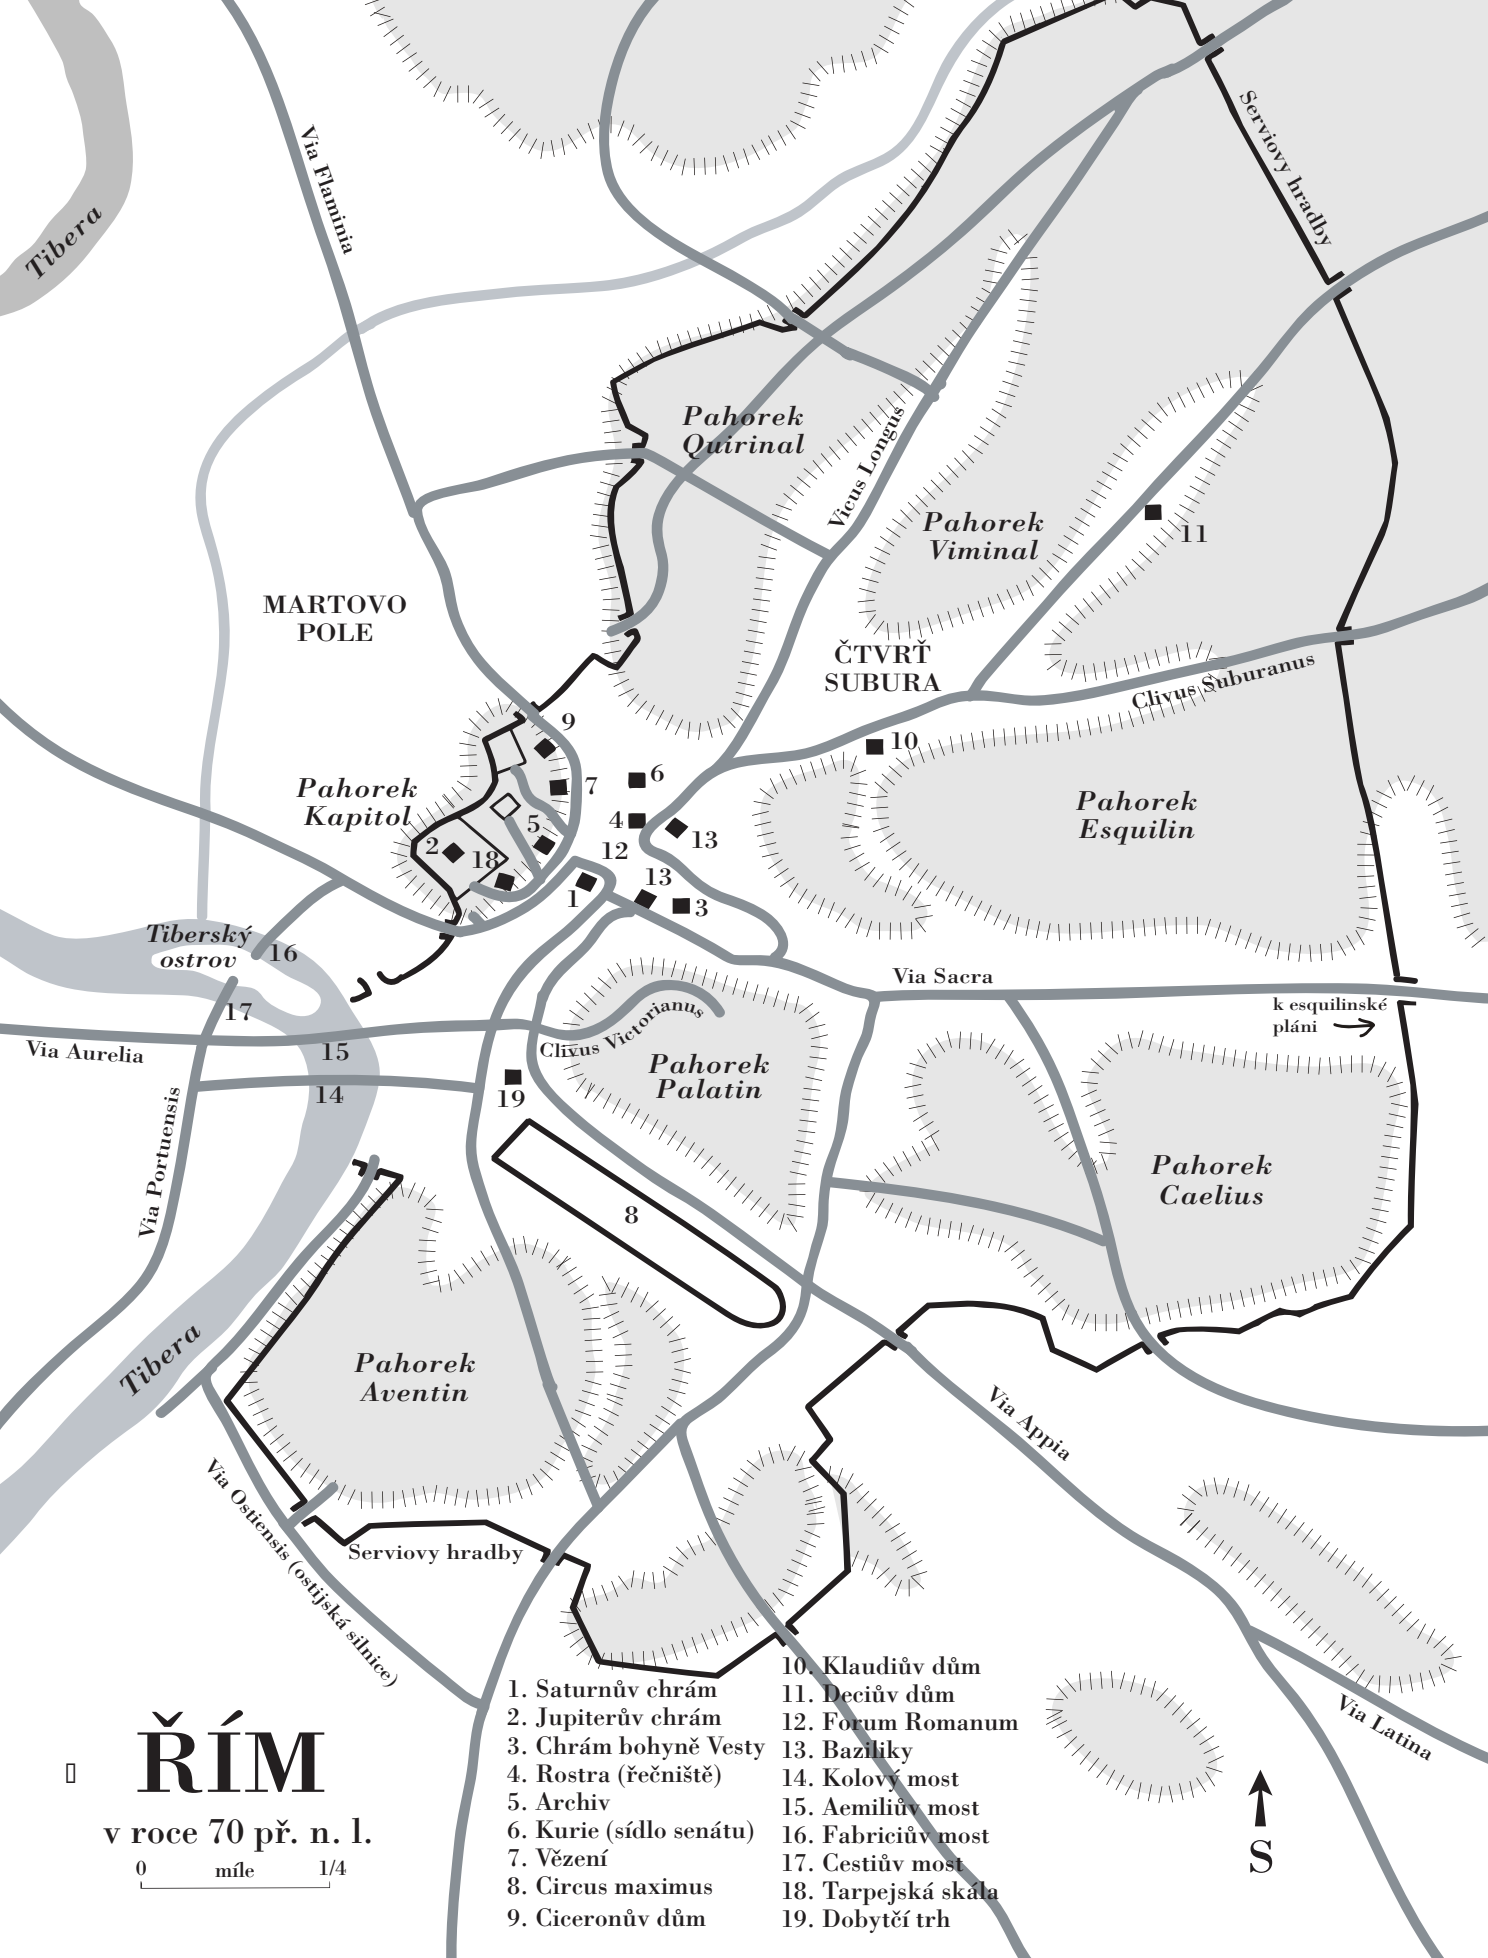 Tibera
Via Flaminia
Serviovy hradby
Pahorek
Quirinal
Vicus Longus
Pahorek
Viminal
11
MARTOVO
POLE
ČTVRŤ
SUBURA
Clivus Suburanus
9
10
Pahorek
Kapitol
7
6
Pahorek
Esquilin
5
4
13
2
18
12
1
13
3
Tiberský
ostrov
16
Via Sacra
17
k esquilinské
pláni
Via Aurelia
15
Clivus Victorianus
Pahorek
Palatin
14
19
Via Portuensis
Pahorek
Caelius
8
Tibera
Pahorek
Aventin
Via Appia
Via Ostiensis (ostijská silnice)
Serviovy hradby
Via Latina
ŘÍM
v roce 70 př. n. l.
0 míle 1/4
1. Saturnův chrám
2. Jupiterův chrám
3. Chrám bohyně Vesty
4. Rostra (řečniště)
5. Archiv
6. Kurie (sídlo senátu)
7. Vězení
8. Circus maximus
9. Ciceronův dům
10. Klaudiův dům
11. Deciův dům
12. Forum Romanum
13. Baziliky
14. Kolový most
15. Aemiliův most
16. Fabriciův most
17. Cestiův most
18. Tarpejská skála
19. Dobytčí trh
S